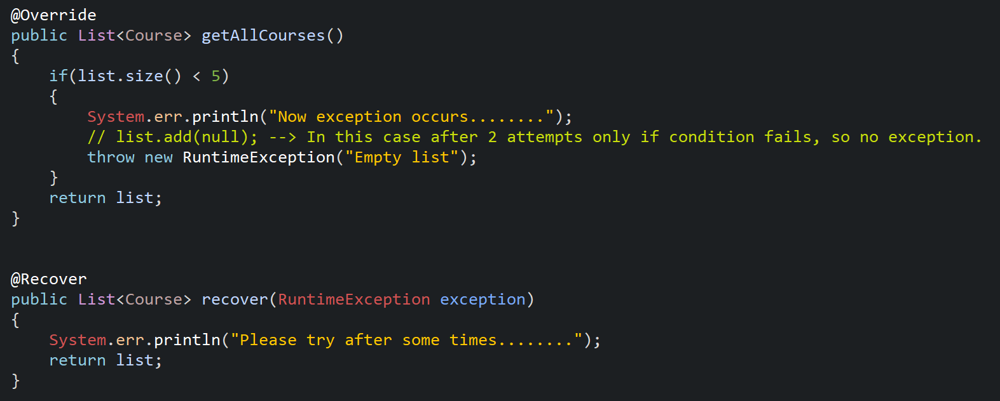 @Override
public List<Course> getAllCourses()
{
    if(list.size() < 5)
    {
        System.err.println("Now exception occurs........");
        // list.add(null); --> In this case after 2 attempts only if condition fails, so no exception.
        throw new RuntimeException("Empty list");
    }
    return list;
}
@Recover
public List<Course> recover(RuntimeException exception)
{
    System.err.println("Please try after some times........");
    return list;
}